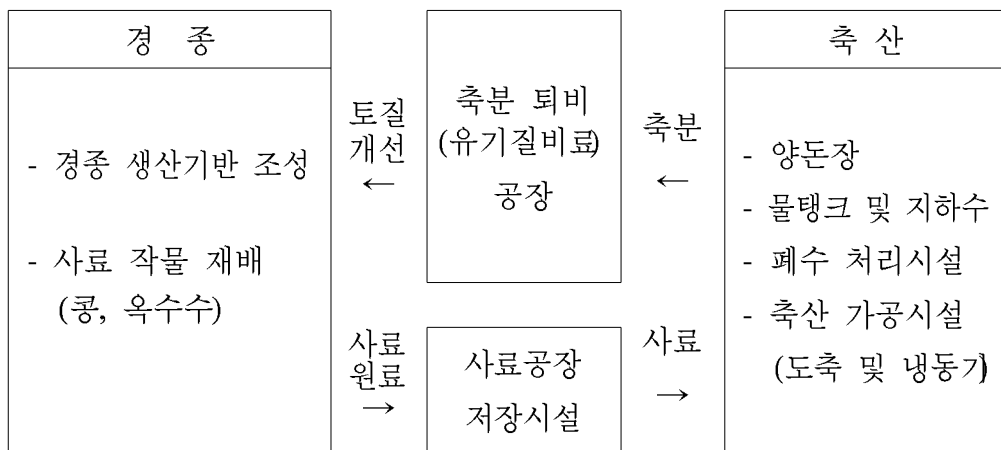 경 종
- 경종 생산기반 조성
- 사료 작물 재배
(콩, 옥수수)
토질
개선
←
사료
원료
→
축분 퇴비
(유기질비료)
공장
사료공장
저장시설
축분
←
사료
→
축 산
- 양돈장
- 물탱크 및 지하수
- 폐수 처리시설
- 축산 가공시설
(도축 및 냉동기)